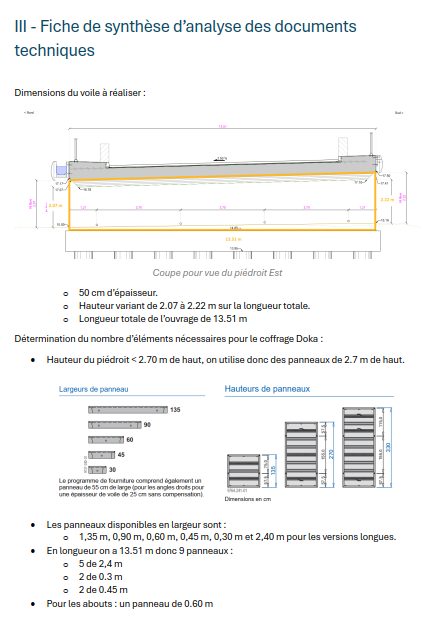 III - Fiche de synthèse d'analyse des documents
techniques
Dimensions du voile à réaliser :
13.51 m
Coupe pour vue du piédroit Est
o 50 cm d'épaisseur.
o Hauteur variant de 2.07 à 2.22 m sur la longueur totale.
o Longueur totale de l'ouvrage de 13.51 m
Détermination du nombre d'éléments nécessaires pour le coffrage Doka :
• Hauteur du piédroit < 2.70 m de haut, on utilise donc des panneaux de 2.7 m de haut.
Largeurs de panneau
Hauteurs de panneaux
135
90
60
45
30
135
270
330
Le programme de fourniture comprend également un
panneau de 55 cm de large (pour les angles droits pour
une épaisseur de voile de 25 cm sans compensation).
Dimensions en cm
• Les panneaux disponibles en largeur sont :
o 1,35 m, 0,90 m, 0,60 m, 0,45 m, 0,30 m et 2,40 m pour les versions longues.
• En longueur on a 13.51 m donc 9 panneaux :
o 5 de 2,4 m
o 2 de 0.3 m
o 2 de 0.45 m
• Pour les abouts : un panneau de 0.60 m